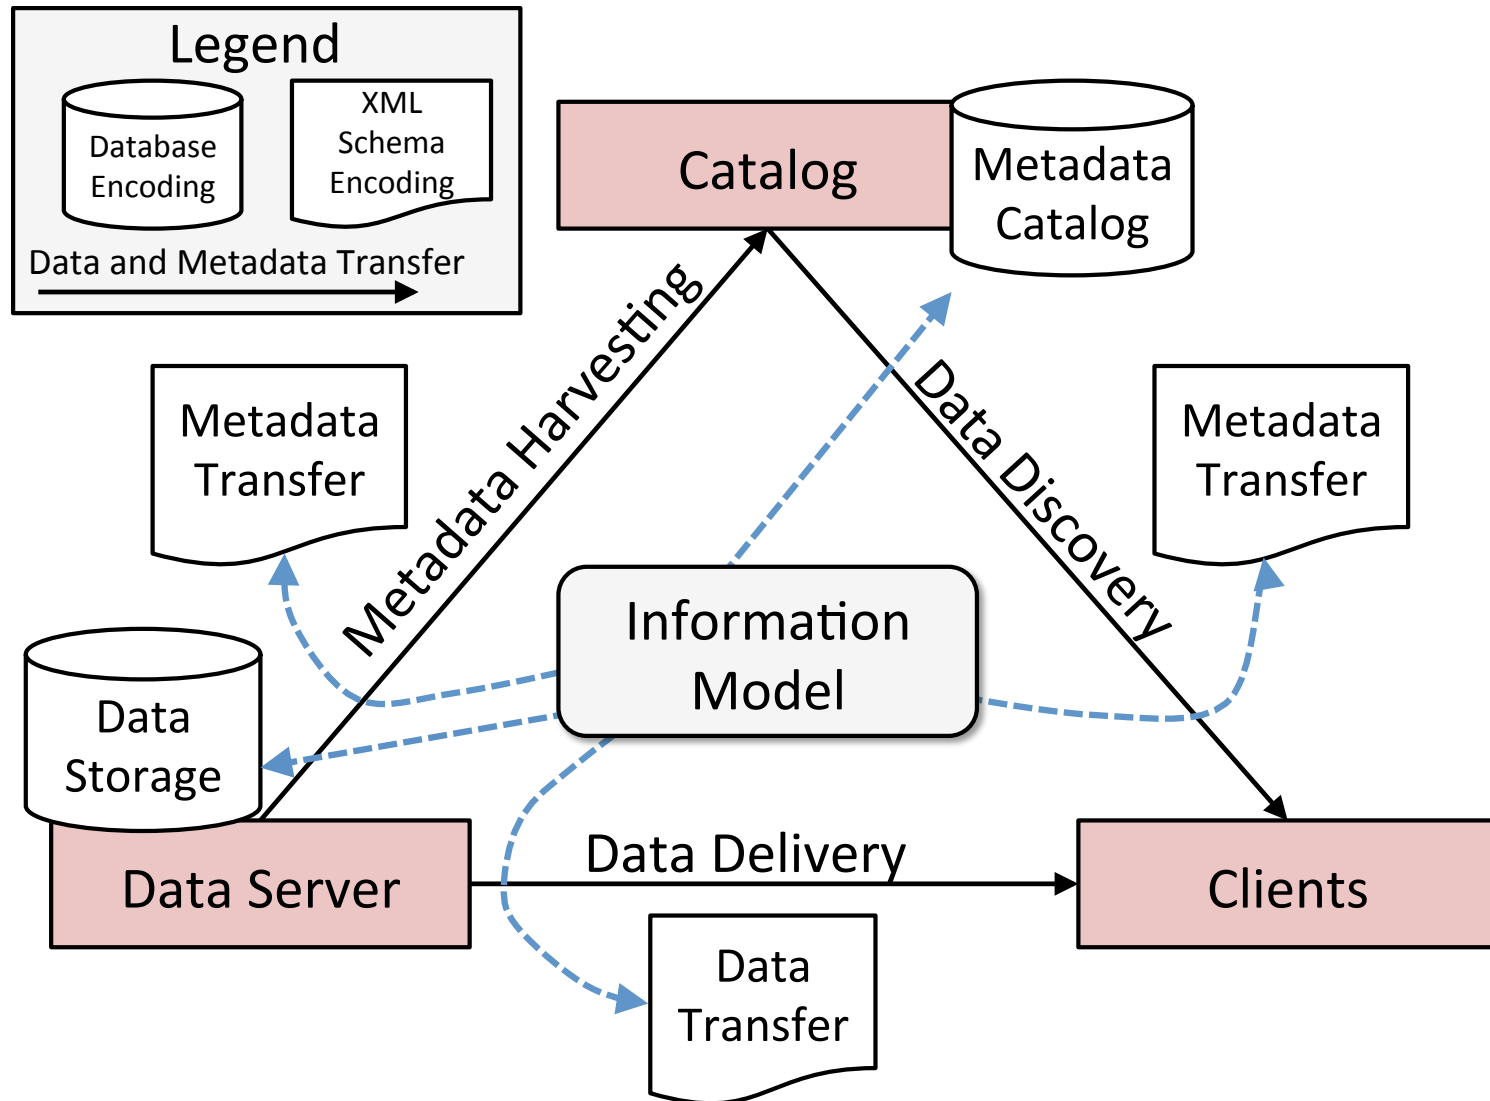 Legend
Database
Encoding
XML
Schema
Encoding
Data and Metadata Transfer
Catalog
Metadata
Catalog
Metadata Harvesting
Data Discovery
Metadata
Transfer
Metadata
Transfer
Information
Model
Data
Storage
Data Server
Data Delivery
Clients
Data
Transfer